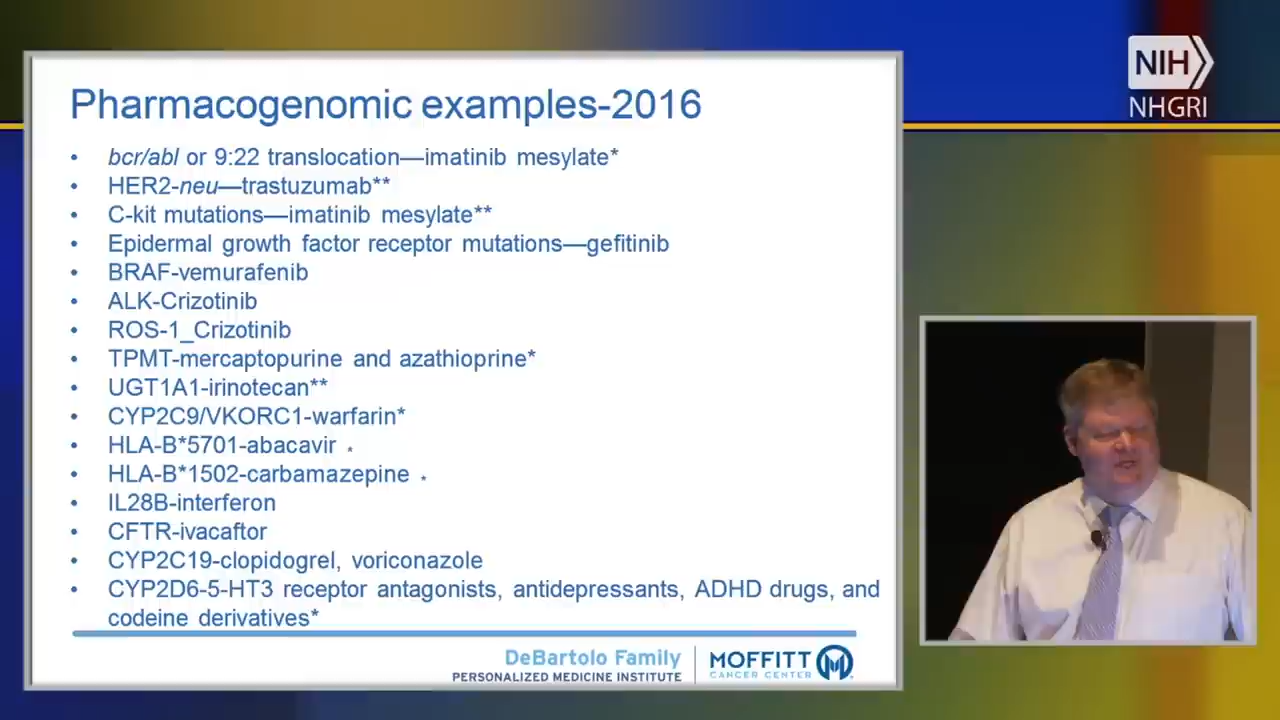 Pharmacogenomic examples-2016
• bcr/abl or 9:22 translocation—imatinib mesylate*
• HER2-neu—trastuzumab**
• C-kit mutations—imatinib mesylate**
• Epidermal growth factor receptor mutations—gefitinib
• BRAF-vemurafenib
• ALK-Crizotinib
• ROS-1_Crizotinib
• TPMT-mercaptopurine and azathioprine*
• UGT1A1-irinotecan**
• CYP2C9/VKORC1-warfarin*
• HLA-B*5701-abacavir *
• HLA-B*1502-carbamazepine *
• IL28B-interferon
• CFTR-ivacaftor
• CYP2C19-clopidogrel, voriconazole
• CYP2D6-5-HT3 receptor antagonists, antidepressants, ADHD drugs, and
codeine derivatives*
DeBartolo Family
PERSONALIZED MEDICINE INSTITUTE
MOFFITT
CANCER CENTER
NIH
NHGRI